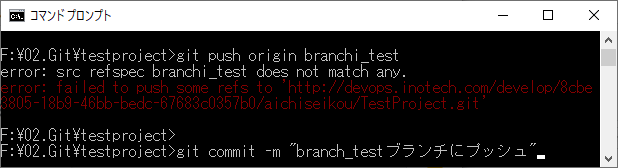 コマンドプロンプト
F:¥02.Git¥testproject>git push origin branchi_test
error: src refspec branchi_test does not match any.
error: failed to push some refs to 'http://devops.inotech.com/develop/8cbe
3805-18b9-46bb-bedc-67683c0357b0/aichiseikou/TestProject.git'
F:¥02.Git¥testproject>
F:¥02.Git¥testproject>git commit -m "branch_testブランチにプッシュ"